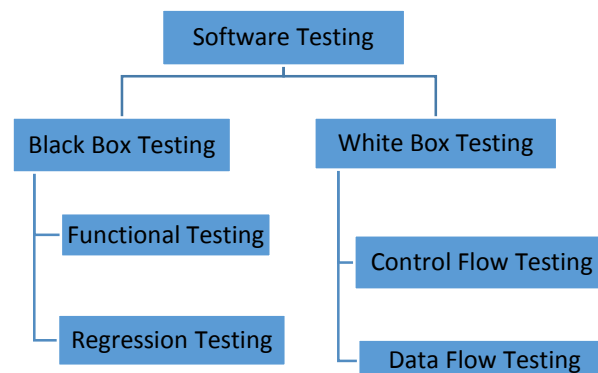 Software Testing
Black Box Testing
White Box Testing
Functional Testing
Control Flow Testing
Regression Testing
Data Flow Testing